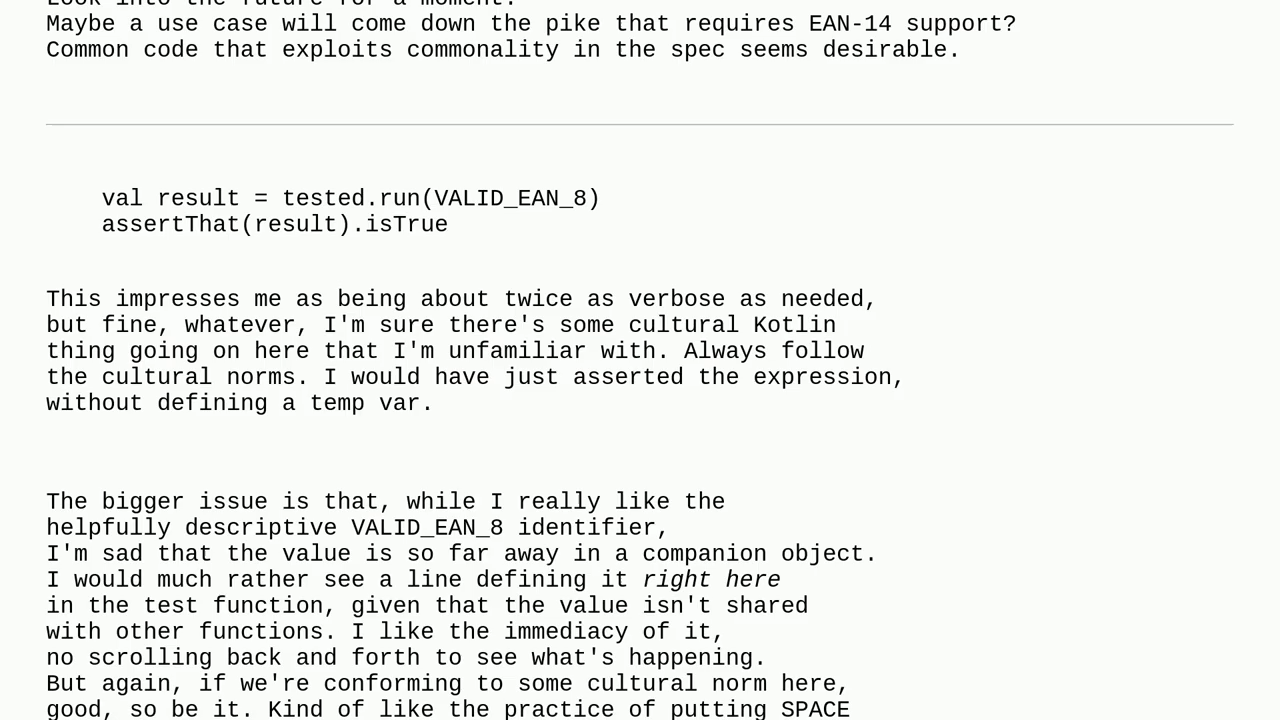 Look into the future for a moment.
Maybe a use case will come down the pike that requires EAN-14 support?
Common code that exploits commonality in the spec seems desirable.
val result = tested.run(VALID_EAN_8)
assertThat(result).isTrue
This impresses me as being about twice as verbose as needed,
but fine, whatever, I'm sure there's some cultural Kotlin
thing going on here that I'm unfamiliar with. Always follow
the cultural norms. I would have just asserted the expression,
without defining a temp var.
The bigger issue is that, while I really like the
helpfully descriptive VALID_EAN_8 identifier,
I'm sad that the value is so far away in a companion object.
I would much rather see a line defining it right here
in the test function, given that the value isn't shared
with other functions. I like the immediacy of it,
no scrolling back and forth to see what's happening.
But again, if we're conforming to some cultural norm here,
good, so be it. Kind of like the practice of putting SPACE